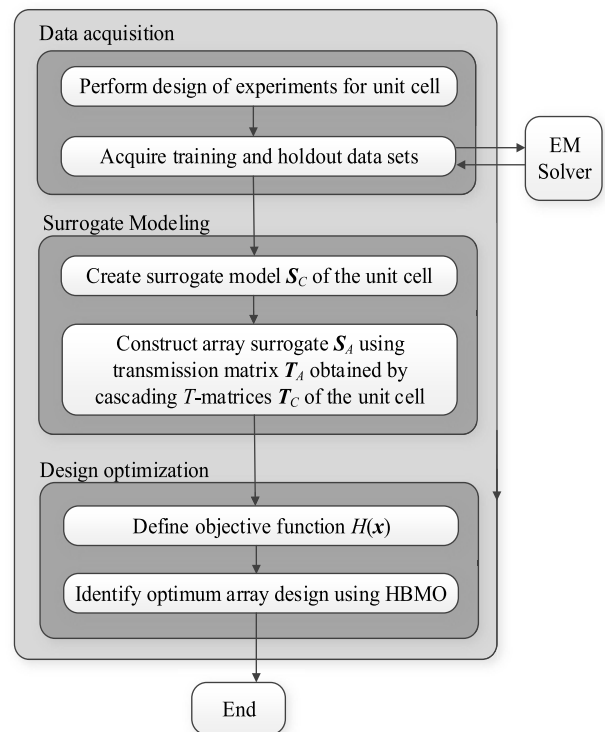 Data acquisition
Perform design of experiments for unit cell
Acquire training and holdout data sets
EM
Solver
Surrogate Modeling
Create surrogate model S_C of the unit cell
Construct array surrogate S_A using
transmission matrix T_A obtained by
cascading T-matrices T_C of the unit cell
Design optimization
Define objective function H(x)
Identify optimum array design using HBMO
End